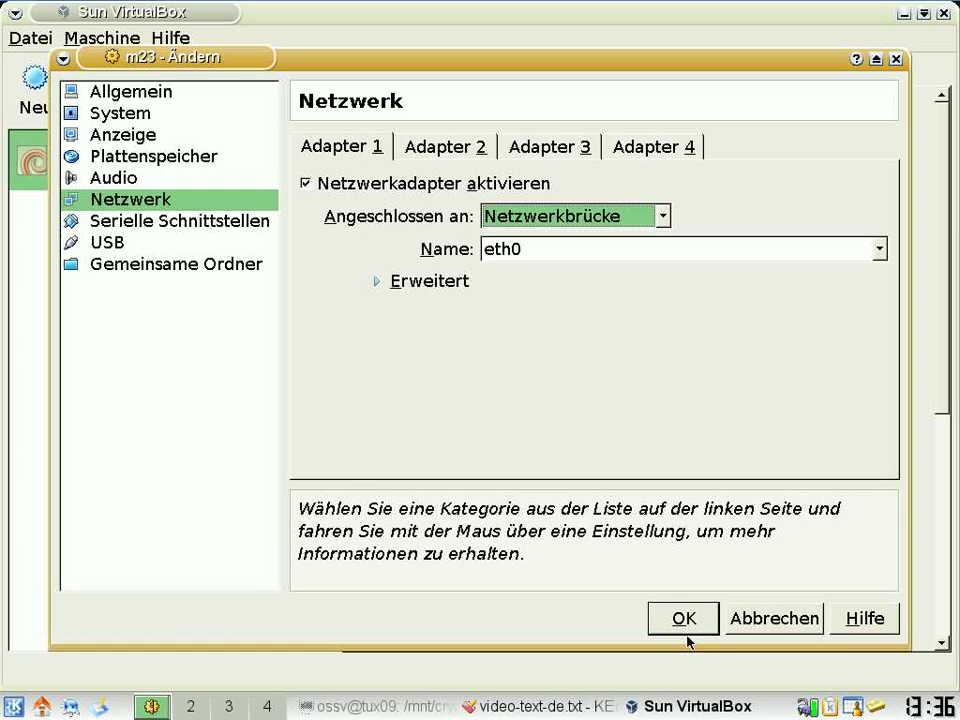 Sun VirtualBox
Datei Maschine Hilfe
m23 - Ändern
Neu
Allgemein
System
Anzeige
Plattenspeicher
Audio
Netzwerk
Serielle Schnittstellen
USB
Gemeinsame Ordner
Netzwerk
Adapter 1 Adapter 2 Adapter 3 Adapter 4
Netzwerkadapter aktivieren
Angeschlossen an: Netzwerkbrücke
Name: eth0
Erweitert
Wählen Sie eine Kategorie aus der Liste auf der linken Seite und
fahren Sie mit der Maus über eine Einstellung, um mehr
Informationen zu erhalten.
OK Abbrechen Hilfe
2 3 4 ossv@tux09: /mnt/cry video-text-de.txt - KE Sun VirtualBox 13:36